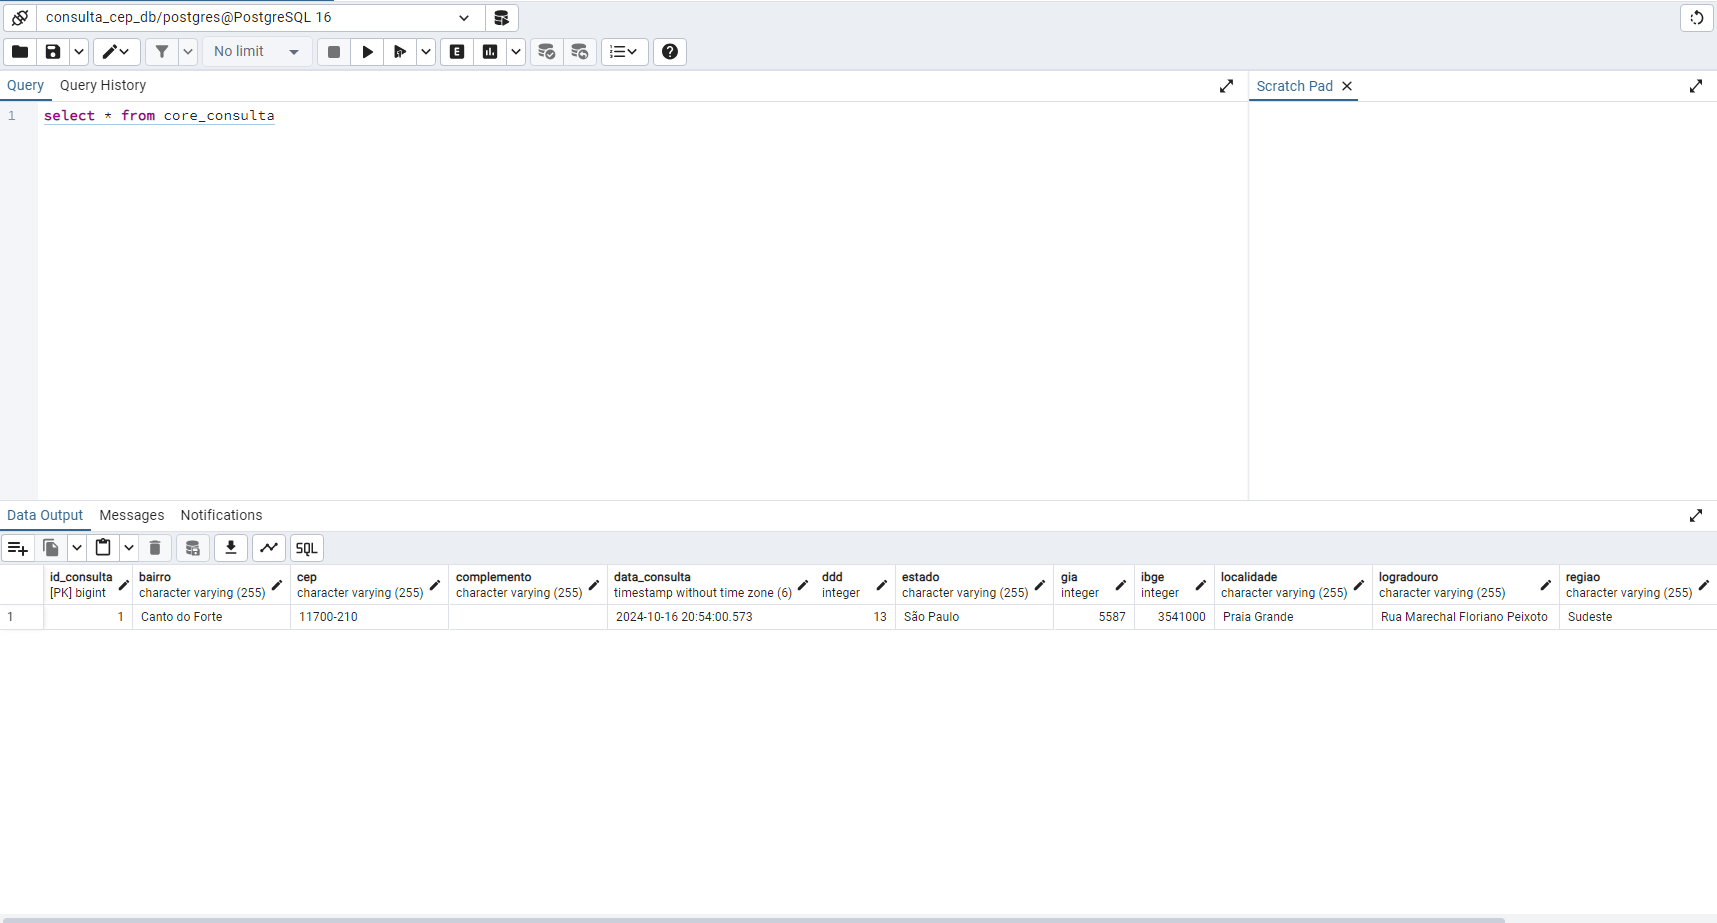 consulta_cep_db/postgres@PostgreSQL 16
No limit
E
SQL
Query
Query History
Scratch Pad
1
select * from core_consulta
Data Output
Messages
Notifications
id_consulta
[PK] bigint
bairro
character varying (255)
cep
character varying (255)
complemento
character varying (255)
data_consulta
timestamp without time zone (6)
ddd
integer
estado
character varying (255)
gia
integer
ibge
integer
localidade
character varying (255)
logradouro
character varying (255)
regiao
character varying (255)
1
1
Canto do Forte
11700-210
2024-10-16 20:54:00.573
13
São Paulo
5587
3541000
Praia Grande
Rua Marechal Floriano Peixoto
Sudeste